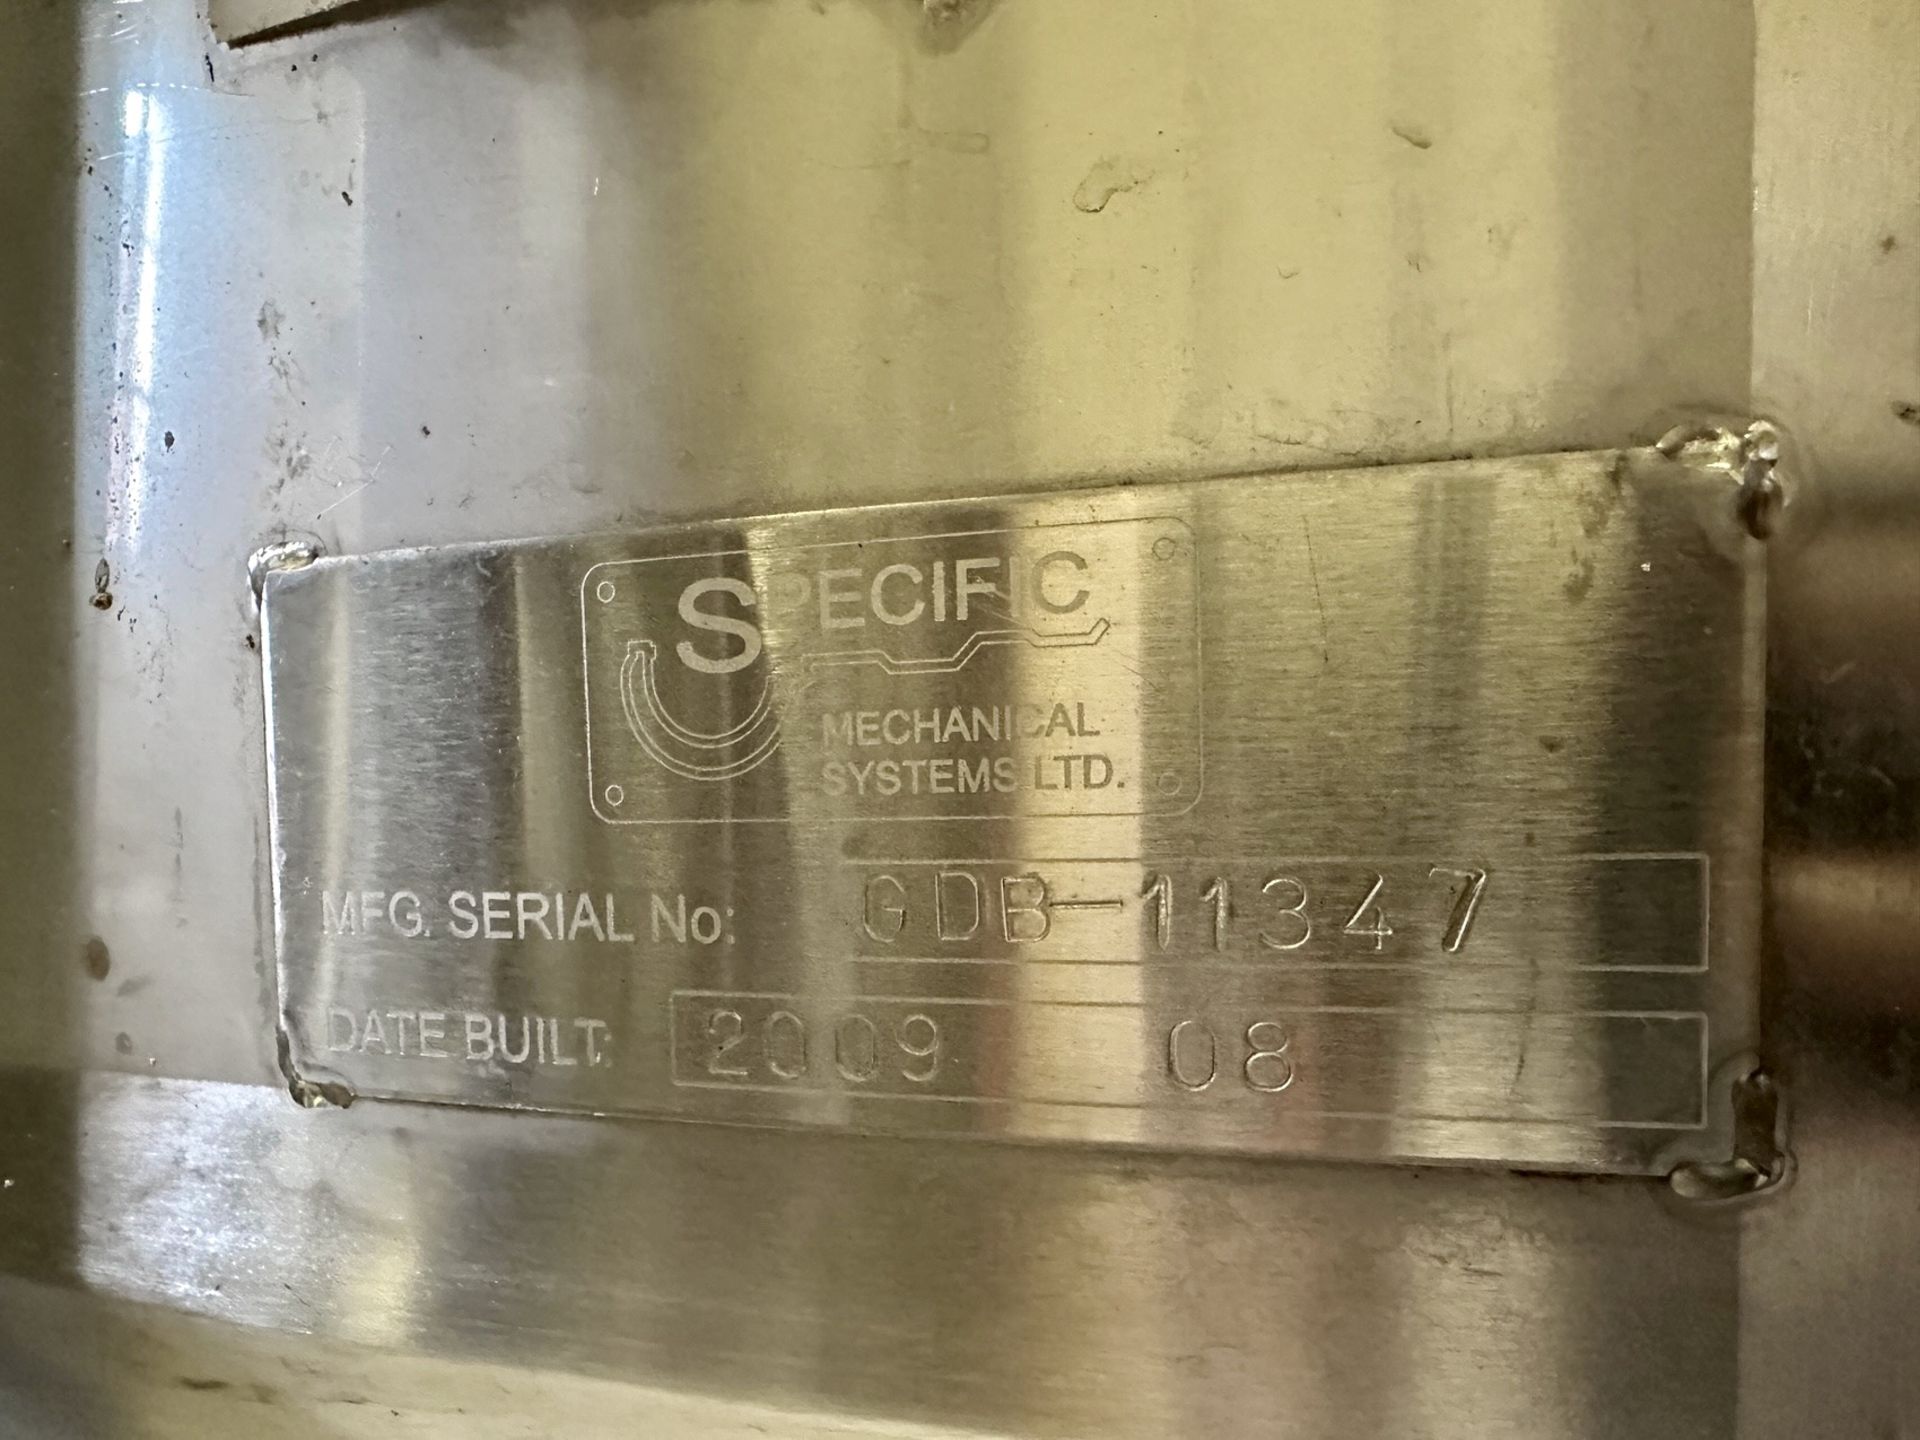 SPECIFIC
MECHANICAL
SYSTEMS LTD.
MFG. SERIAL No: GDB-11347
DATE BUILT: 2009 08